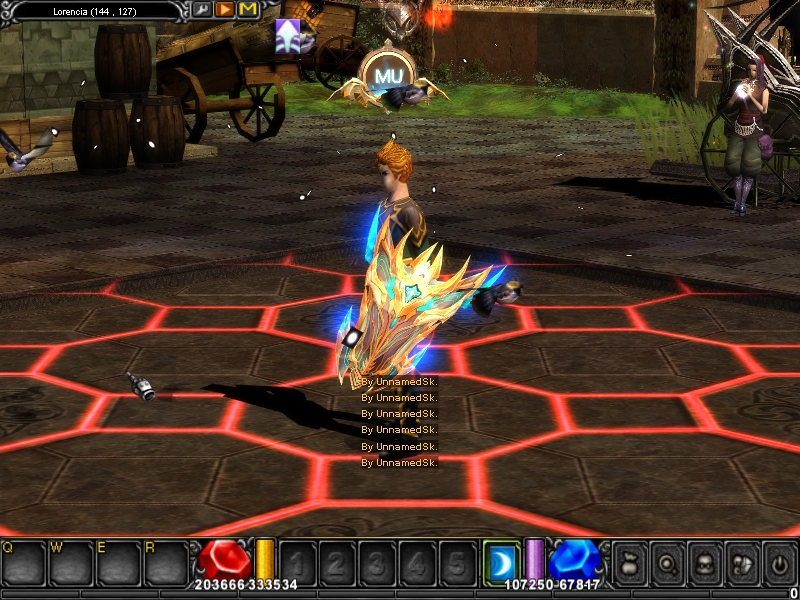 Lorencia (144 , 127)
M
MU
By UnnamedSk.
By UnnamedSk.
By UnnamedSk.
By UnnamedSk.
By UnnamedSk.
By UnnamedSk.
Q W E R 1 2 3 4 5
203666 333534 107250 67817
0